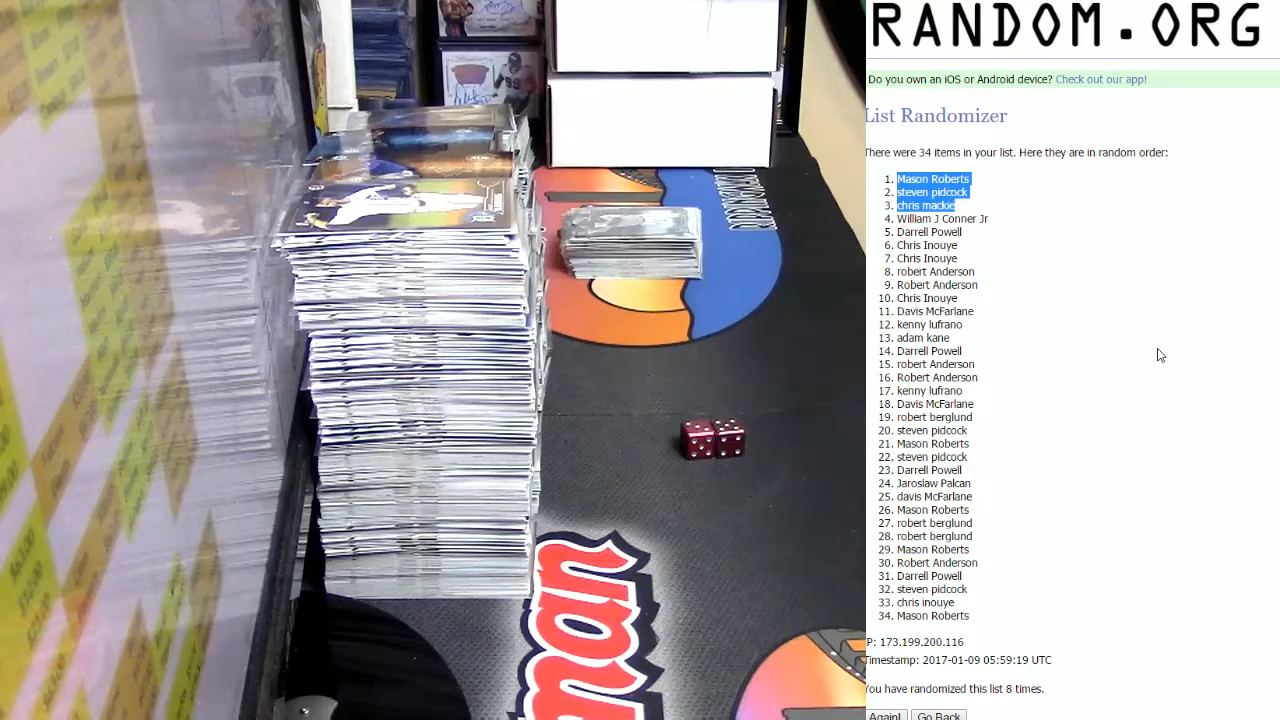 RANDOM.ORG
Do you own an iOS or Android device? Check out our app!
List Randomizer
There were 34 items in your list. Here they are in random order:
1. Mason Roberts
2. steven pidcock
3. chris mackie
4. William J Conner Jr
5. Darrell Powell
6. Chris Inouye
7. Chris Inouye
8. robert Anderson
9. Robert Anderson
10. Chris Inouye
11. Davis McFarlane
12. kenny lufrano
13. adam kane
14. Darrell Powell
15. robert Anderson
16. Robert Anderson
17. kenny lufrano
18. Davis McFarlane
19. robert berglund
20. steven pidcock
21. Mason Roberts
22. steven pidcock
23. Darrell Powell
24. Jaroslaw Palcan
25. davis McFarlane
26. Mason Roberts
27. robert berglund
28. robert berglund
29. Mason Roberts
30. Robert Anderson
31. Darrell Powell
32. steven pidcock
33. chris inouye
34. Mason Roberts
P: 173.199.200.116
Timestamp: 2017-01-09 05:59:19 UTC
You have randomized this list 8 times.
Again! Go Back